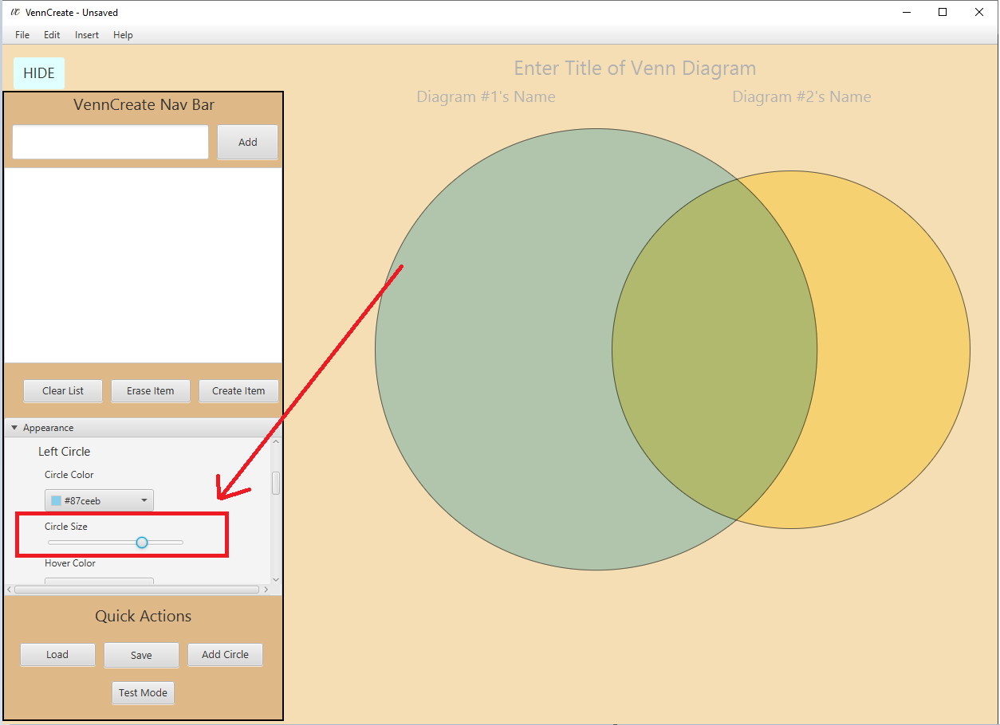 VC VennCreate - Unsaved
File Edit Insert Help
HIDE
Enter Title of Venn Diagram
Diagram #1's Name
Diagram #2's Name
VennCreate Nav Bar
Add
Clear List
Erase Item
Create Item
Appearance
Left Circle
Circle Color
#87ceeb
Circle Size
Hover Color
Quick Actions
Load
Save
Add Circle
Test Mode